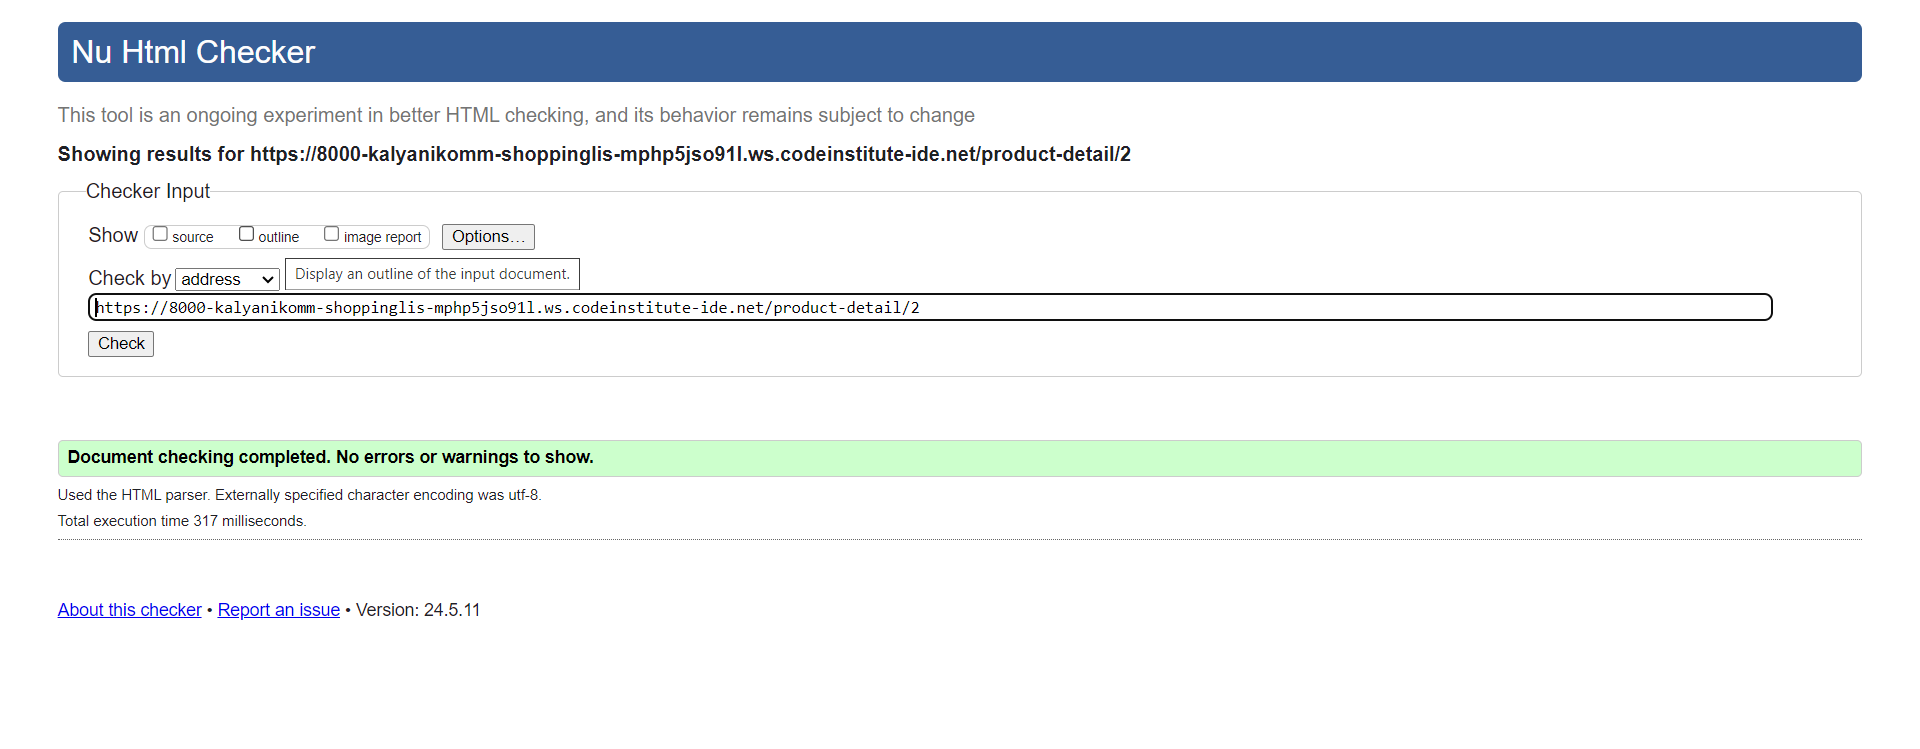 Nu Html Checker
This tool is an ongoing experiment in better HTML checking, and its behavior remains subject to change
Showing results for https://8000-kalyanikomm-shoppinglis-mphp5jso91l.ws.codeinstitute-ide.net/product-detail/2
Checker Input
Show source outline image report Options...
Check by address Display an outline of the input document.
https://8000-kalyanikomm-shoppinglis-mphp5jso91l.ws.codeinstitute-ide.net/product-detail/2
Check
Document checking completed. No errors or warnings to show.
Used the HTML parser. Externally specified character encoding was utf-8.
Total execution time 317 milliseconds.
About this checker • Report an issue • Version: 24.5.11